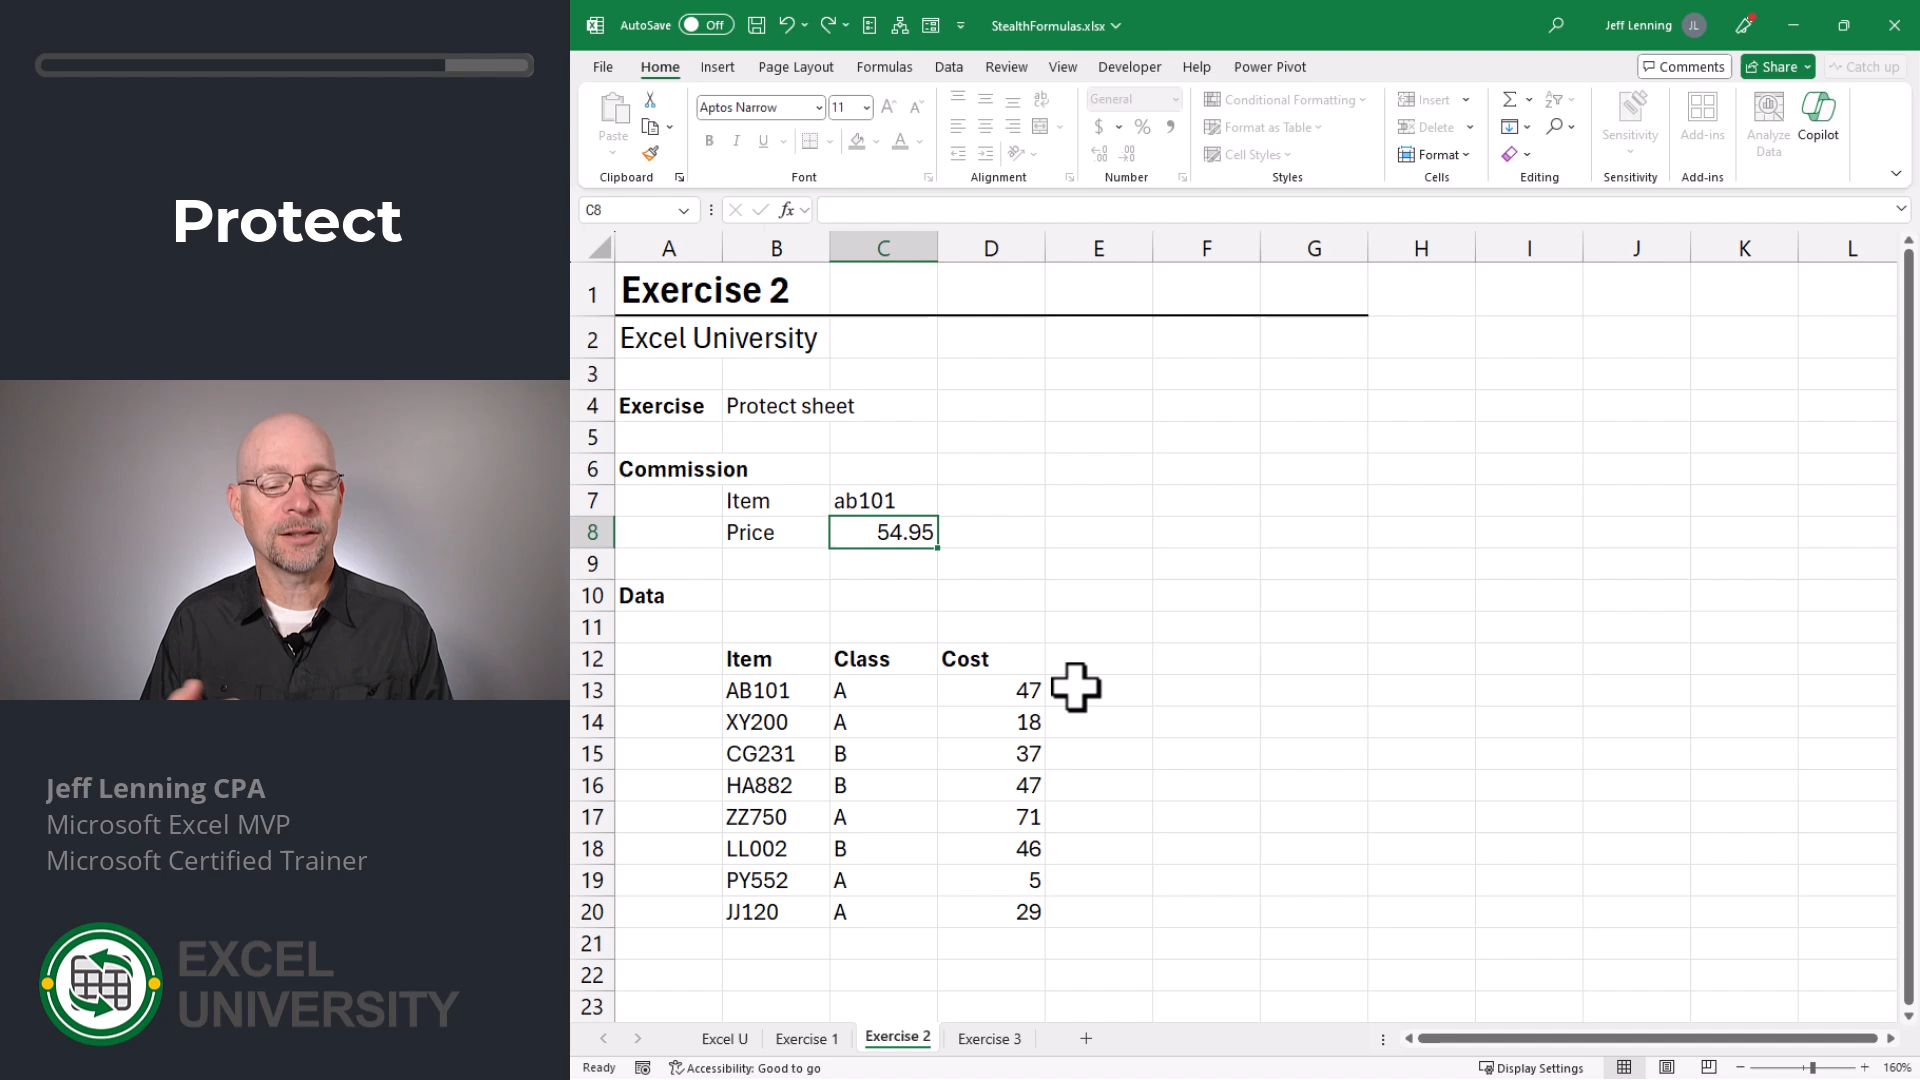 Protect
Jeff Lenning CPA
Microsoft Excel MVP
Microsoft Certified Trainer
EXCEL
UNIVERSITY
AutoSave Off StealthFormulas.xlsx Jeff Lenning JL
File Home Insert Page Layout Formulas Data Review View Developer Help Power Pivot Comments Share Catch up
Paste
Clipboard
Aptos Narrow 11
B I U A
Font
ab
Alignment
General
$ % 9
Number
Conditional Formatting
Format as Table
Cell Styles
Styles
Insert
Delete
Format
Cells
Editing
Sensitivity
Sensitivity
Add-ins
Add-ins
Analyze Data
Copilot
C8 fx
A B C D E F G H I J K L
1 Exercise 2
2 Excel University
3
4 Exercise Protect sheet
5
6 Commission
7 Item ab101
8 Price 54.95
9
10 Data
11
12 Item Class Cost
13 AB101 A 47
14 XY200 A 18
15 CG231 B 37
16 HA882 B 47
17 ZZ750 A 71
18 LL002 B 46
19 PY552 A 5
20 JJ120 A 29
21
22
23
Excel U Exercise 1 Exercise 2 Exercise 3
Ready Accessibility: Good to go Display Settings 160%